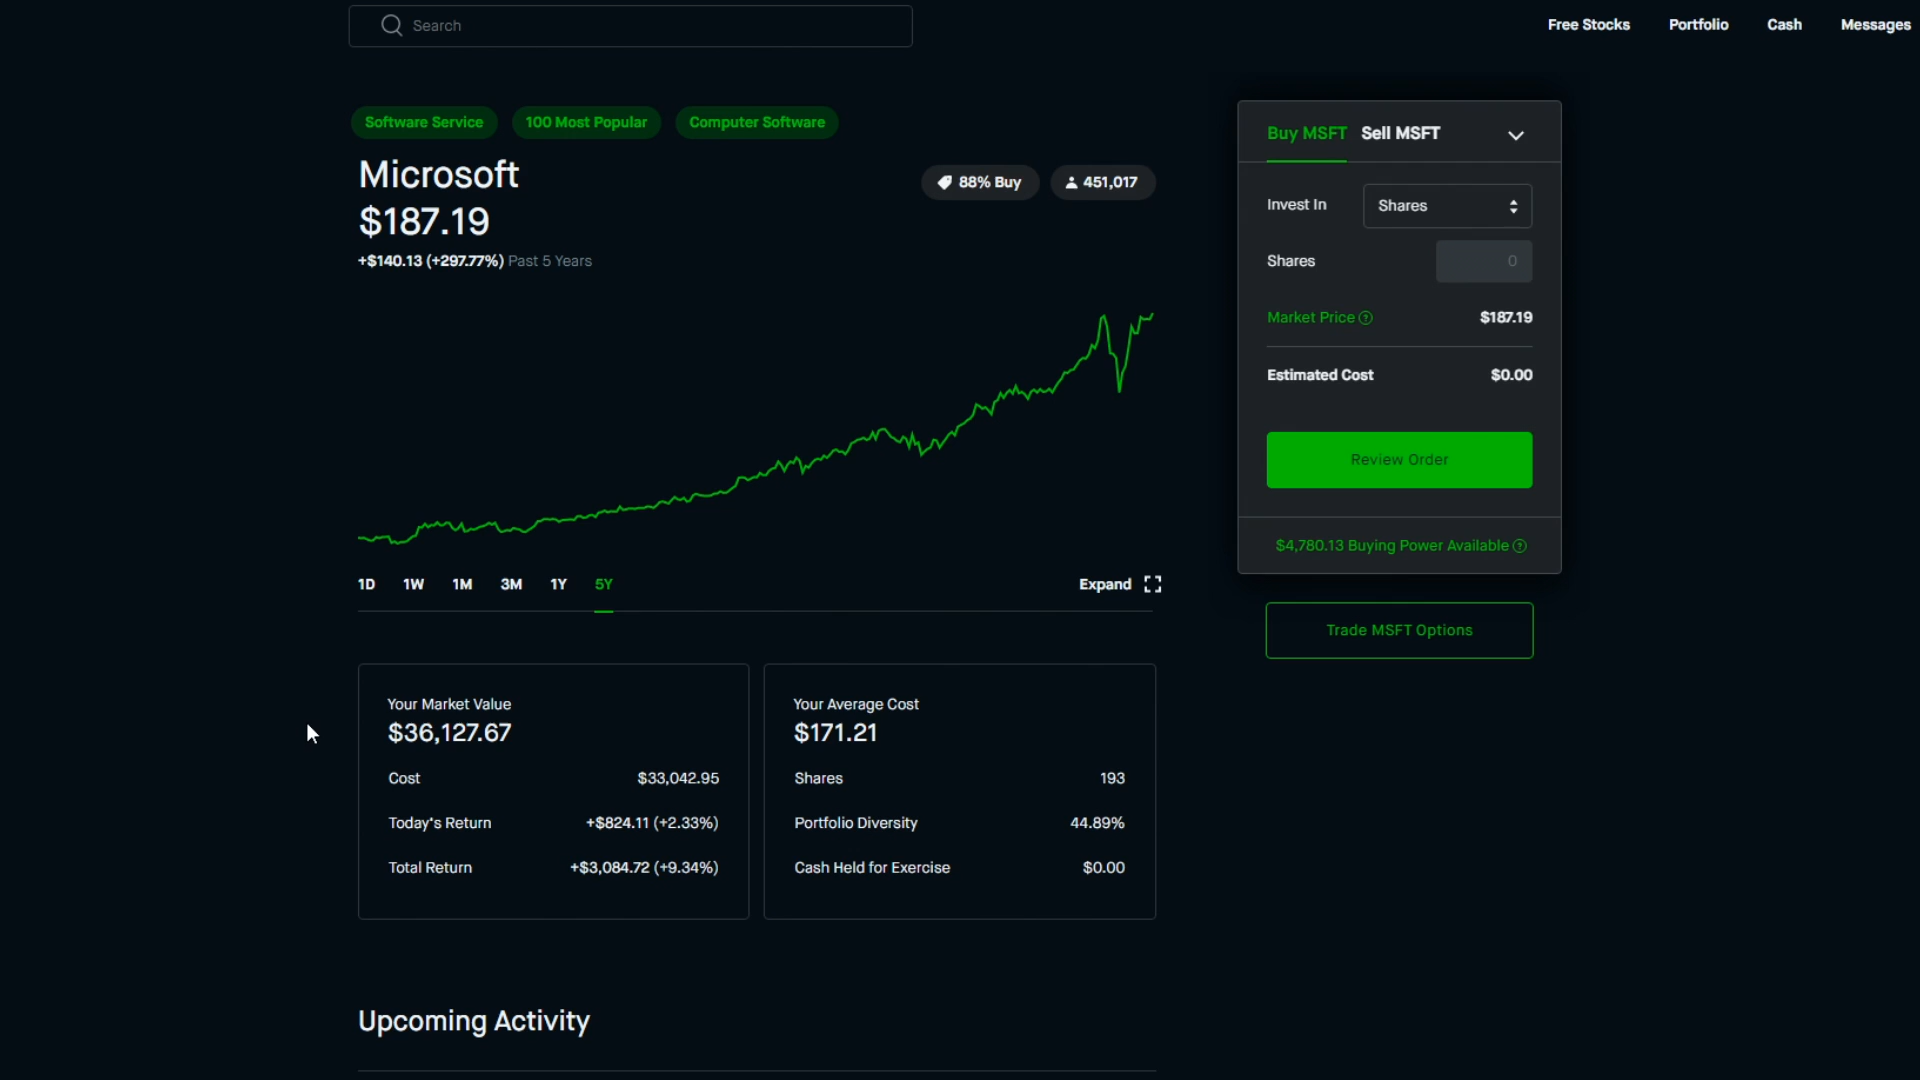 Search
Free Stocks Portfolio Cash Messages
Software Service 100 Most Popular Computer Software
Microsoft
$187.19
+$140.13 (+297.77%) Past 5 Years
88% Buy 451,017
1D 1W 1M 3M 1Y 5Y Expand
Buy MSFT Sell MSFT
Invest In Shares
Shares 0
Market Price $187.19
Estimated Cost $0.00
Review Order
$4,780.13 Buying Power Available
Trade MSFT Options
Your Market Value
$36,127.67
Cost $33,042.95
Today's Return +$824.11 (+2.33%)
Total Return +$3,084.72 (+9.34%)
Your Average Cost
$171.21
Shares 193
Portfolio Diversity 44.89%
Cash Held for Exercise $0.00
Upcoming Activity